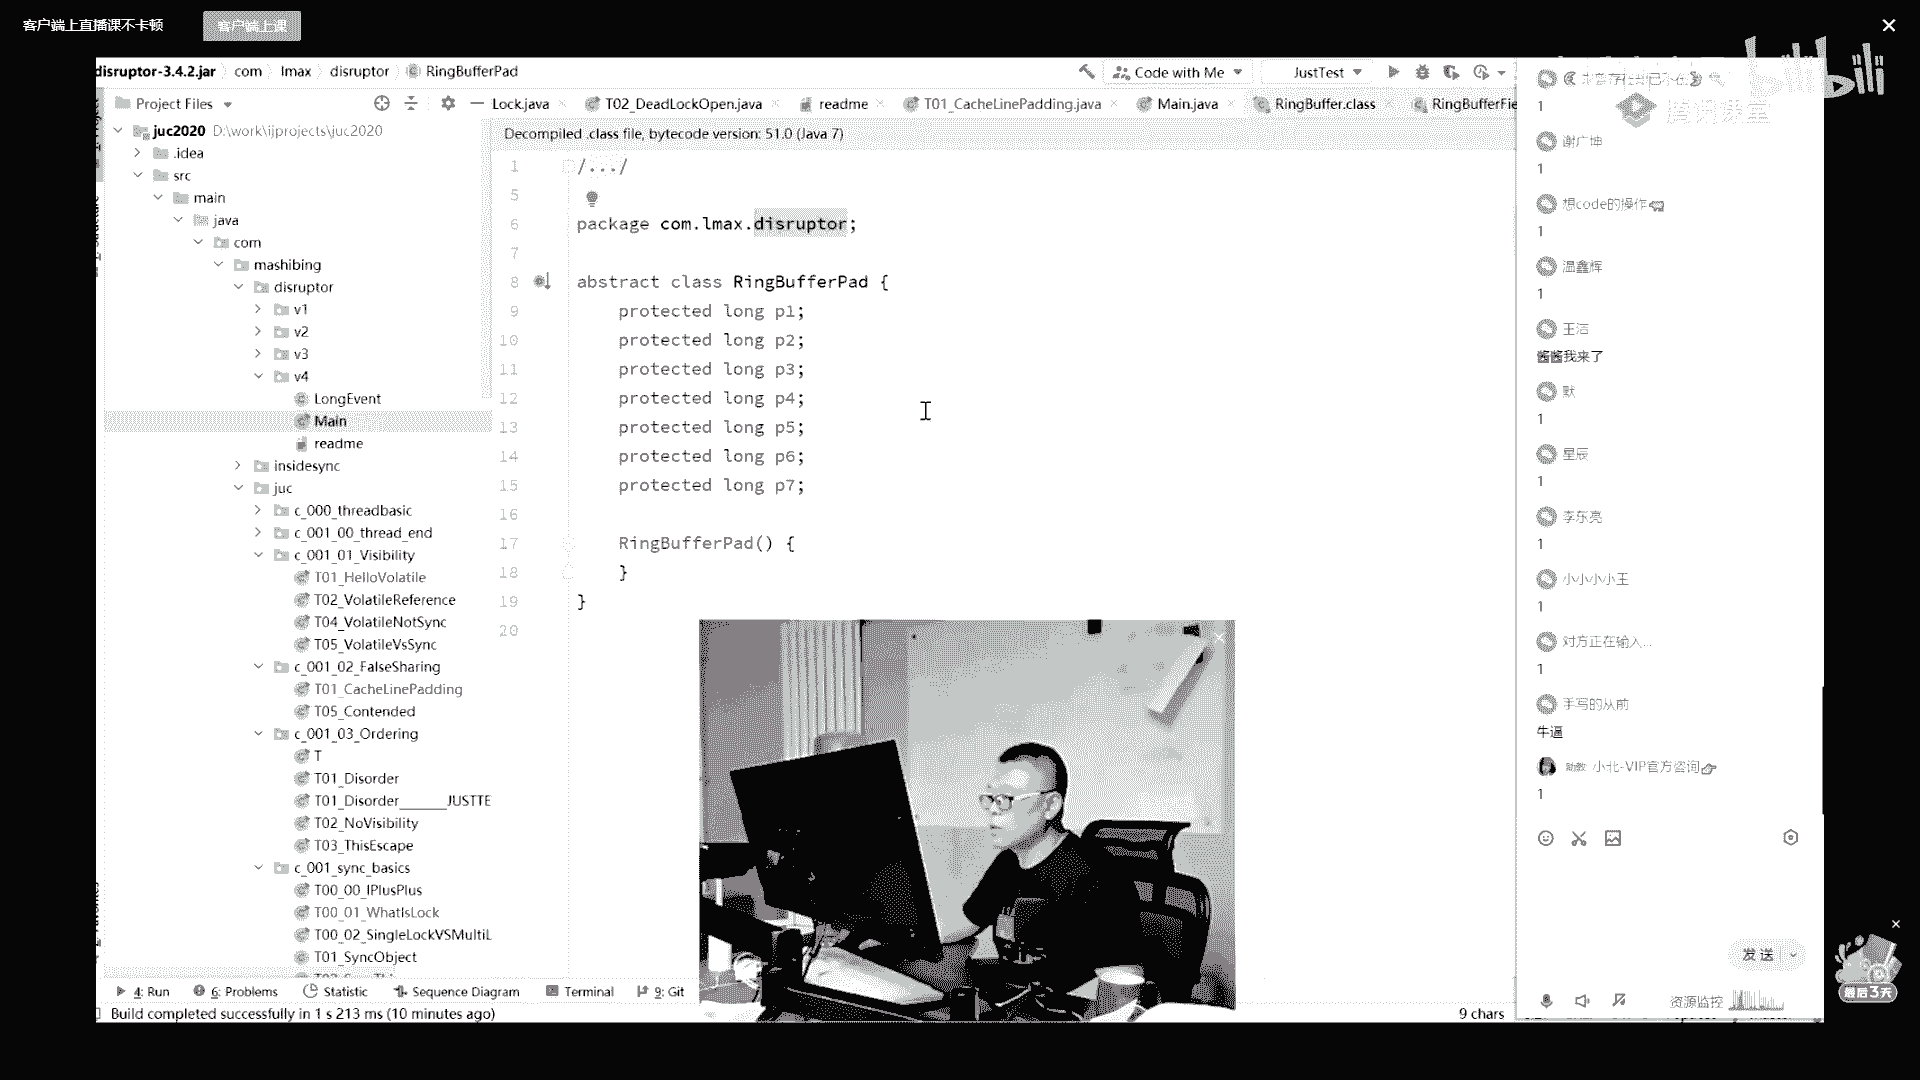 客户端上直播课不卡顿
客户端上课
bilibili
腾讯课堂
disruptor-3.4.2.jar
com
lmax
disruptor
RingBufferPad
Code with Me
JustTest
Project Files
Lock.java
T02_DeadLockOpen.java
readme
T01_CacheLinePadding.java
Main.java
RingBuffer.class
RingBufferFie
juc2020 D:\work\ijprojects\juc2020
.idea
src
main
java
com
mashibing
disruptor
v1
v2
v3
v4
LongEvent
Main
readme
insidesync
juc
c_000_threadbasic
c_001_00_thread_end
c_001_01_Visibility
T01_HelloVolatile
T02_VolatileReference
T04_VolatileNotSync
T05_VolatileVsSync
c_001_02_FalseSharing
T01_CacheLinePadding
T05_Contended
c_001_03_Ordering
T
T01_Disorder
T01_Disorder______JUSTTE
T02_NoVisibility
T03_ThisEscape
c_001_sync_basics
T00_00_IPlusPlus
T00_01_WhatIsLock
T00_02_SingleLockVSMultiL
T01_SyncObject
Decompiled .class file, bytecode version: 51.0 (Java 7)
1 /.../
5
6 package com.lmax.disruptor;
7
8 abstract class RingBufferPad {
9 protected long p1;
10 protected long p2;
11 protected long p3;
12 protected long p4;
13 protected long p5;
14 protected long p6;
15 protected long p7;
16
17 RingBufferPad() {
18 }
19 }
20
4: Run
6: Problems
Statistic
Sequence Diagram
Terminal
9: Git
Build completed successfully in 1 s 213 ms (10 minutes ago)
9 chars
1
谢广坤
1
想code的操作
1
温鑫辉
1
王洁
酱酱我来了
默
1
星辰
1
李东亮
1
小小小小王
1
对方正在输入...
1
手写的从前
牛逼
助教 小北-VIP官方咨询
1
发送
资源监控
最后3天